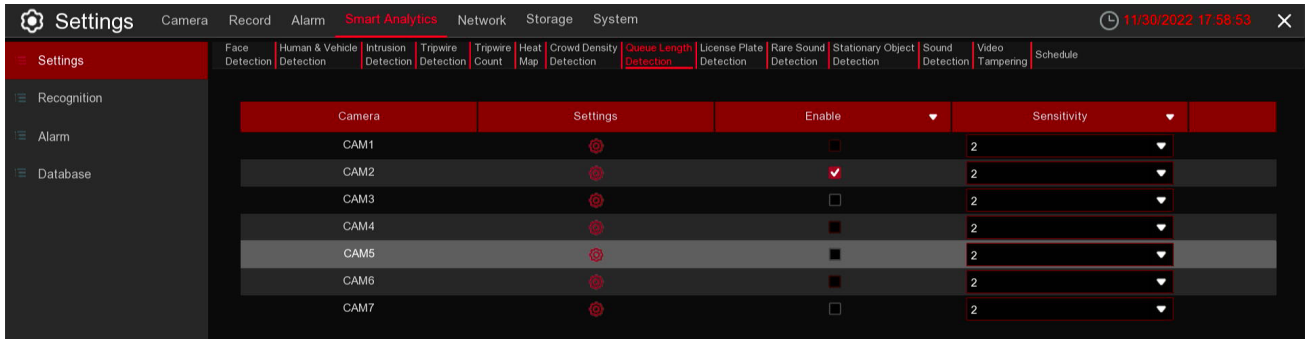 Settings Camera Record Alarm Smart Analytics Network Storage System 11/30/2022 17:58:53
Settings
Recognition
Alarm
Database
Face Detection
Human & Vehicle Detection
Intrusion Detection
Tripwire Detection
Tripwire Count
Heat Map
Crowd Density Detection
Queue Length Detection
License Plate Detection
Rare Sound Detection
Stationary Object Detection
Sound Detection
Video Tampering
Schedule
Camera Settings Enable Sensitivity
CAM1 2
CAM2 2
CAM3 2
CAM4 2
CAM5 2
CAM6 2
CAM7 2